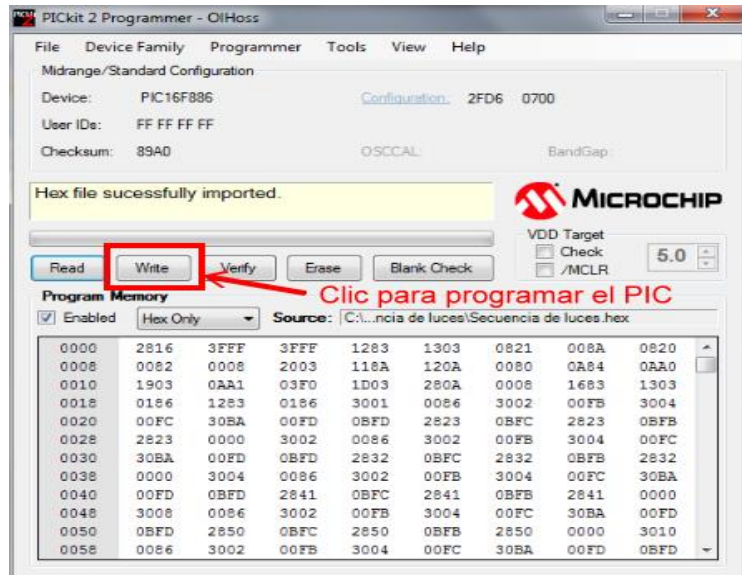 PICkit 2 Programmer - OlHoss
File Device Family Programmer Tools View Help
Midrange/Standard Configuration
Device: PIC16F886 Configuration: 2FD6 0700
User IDs: FF FF FF FF
Checksum: 89A0 OSCCAL: BandGap:
Hex file sucessfully imported.
MICROCHIP
VDD Target
Check
/MCLR
5.0
Read Write Verify Erase Blank Check
Clic para programar el PIC
Program Memory
Enabled Hex Only Source: C:\...ncia de luces\Secuencia de luces.hex
0000 2816 3FFF 3FFF 1283 1303 0821 008A 0820
0008 0082 0008 2003 118A 120A 0080 0A84 0AA0
0010 1903 0AA1 03F0 1D03 280A 0008 1683 1303
0018 0186 1283 0186 3001 0086 3002 00FB 3004
0020 00FC 30BA 00FD 0BFD 2823 0BFC 2823 0BFB
0028 2823 0000 3002 0086 3002 00FB 3004 00FC
0030 30BA 00FD 0BFD 2832 0BFC 2832 0BFB 2832
0038 0000 3004 0086 3002 00FB 3004 00FC 30BA
0040 00FD 0BFD 2841 0BFC 2841 0BFB 2841 0000
0048 3008 0086 3002 00FB 3004 00FC 30BA 00FD
0050 0BFD 2850 0BFC 2850 0BFB 2850 0000 3010
0058 0086 3002 00FB 3004 00FC 30BA 00FD 0BFD